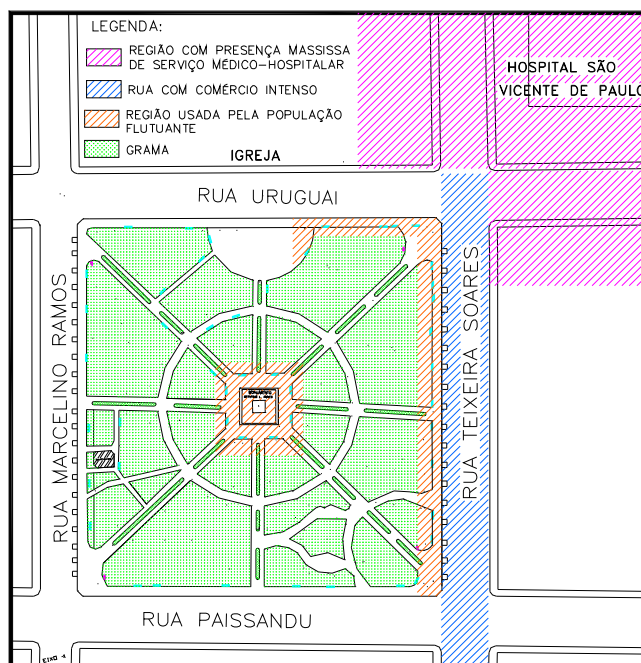 LEGENDA:
REGIÃO COM PRESENÇA MASSISSA
DE SERVIÇO MÉDICO-HOSPITALAR
RUA COM COMÉRCIO INTENSO
REGIÃO USADA PELA POPULAÇÃO
FLUTUANTE
GRAMA
IGREJA
HOSPITAL SÃO
VICENTE DE PAULO
RUA URUGUAI
RUA MARCELINO RAMOS
RUA TEIXEIRA SOARES
RUA PAISSANDU